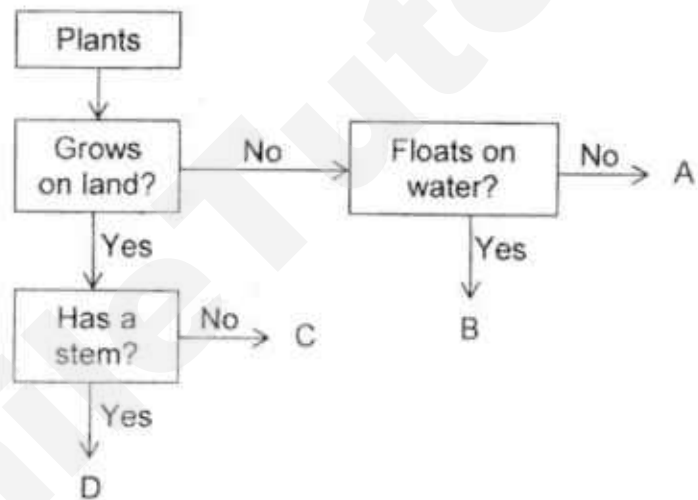 Plants
Grows
on land?
No
Floats on
water?
No
A
Yes
Yes
Has a
stem?
No
C
B
Yes
D